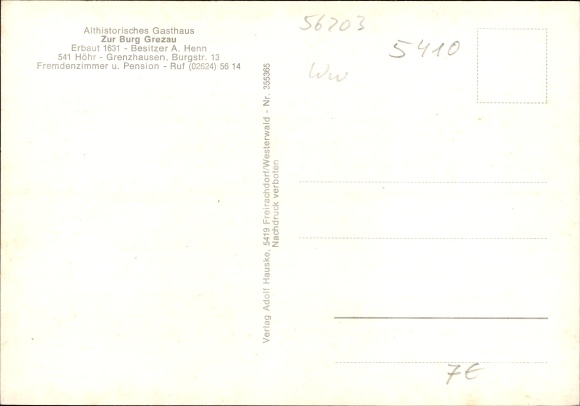 Althistorisches Gasthaus
Zur Burg Grezau
Erbaut 1631 - Besitzer A. Henn
541 Höhr - Grenzhausen, Burgstr. 13
Fremdenzimmer u. Pension - Ruf (02624) 56 14
Verlag Adolf Hauske, 5419 Freirachdorf/Westerwald - Nr. 355365
Nachdruck verboten
56203
5410
Ww
7€